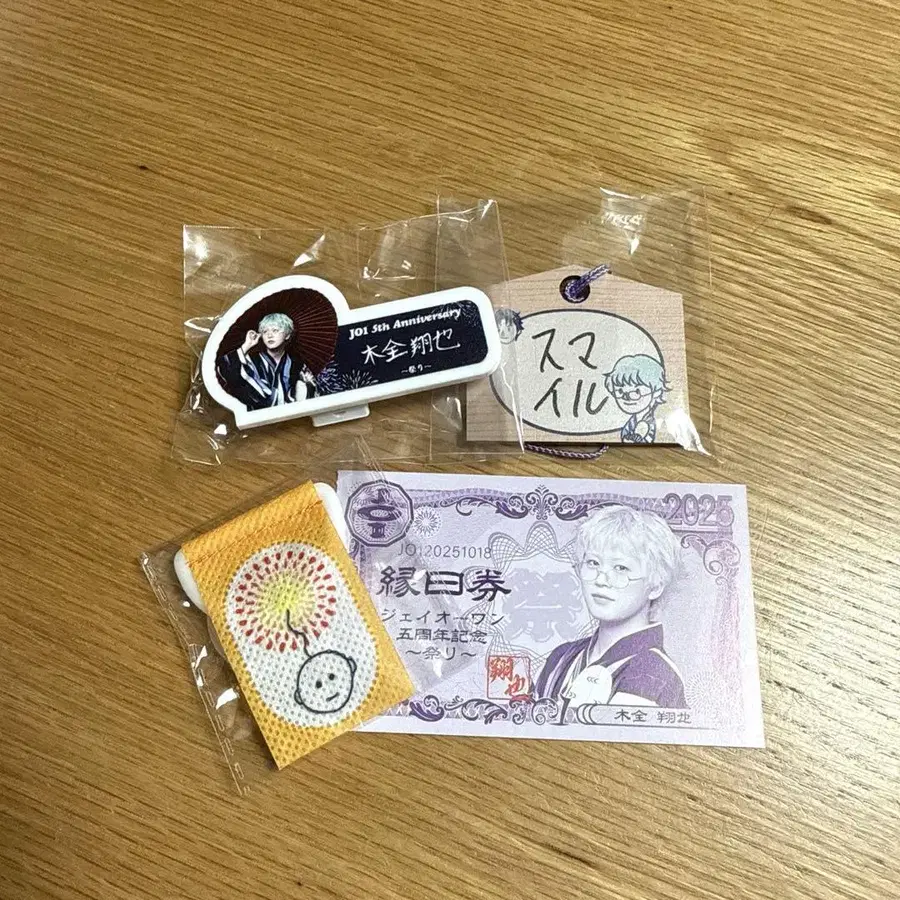 JO1 5th Anniversary
木全翔也
〜祭り〜
スマ
イル
2025
JO120251018
縁日券
祭
ジェイオーワン
五周年記念
〜祭り〜
翔也
木全 翔也